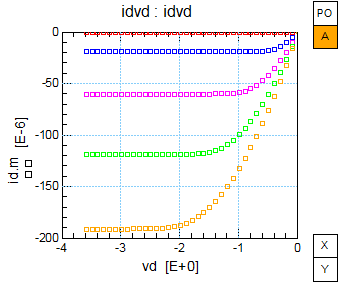 idvd : idvd
PO
A
0
-50
-100
-150
-200
id.m [E-6]
-4 -3 -2 -1 0
vd [E+0]
X
Y